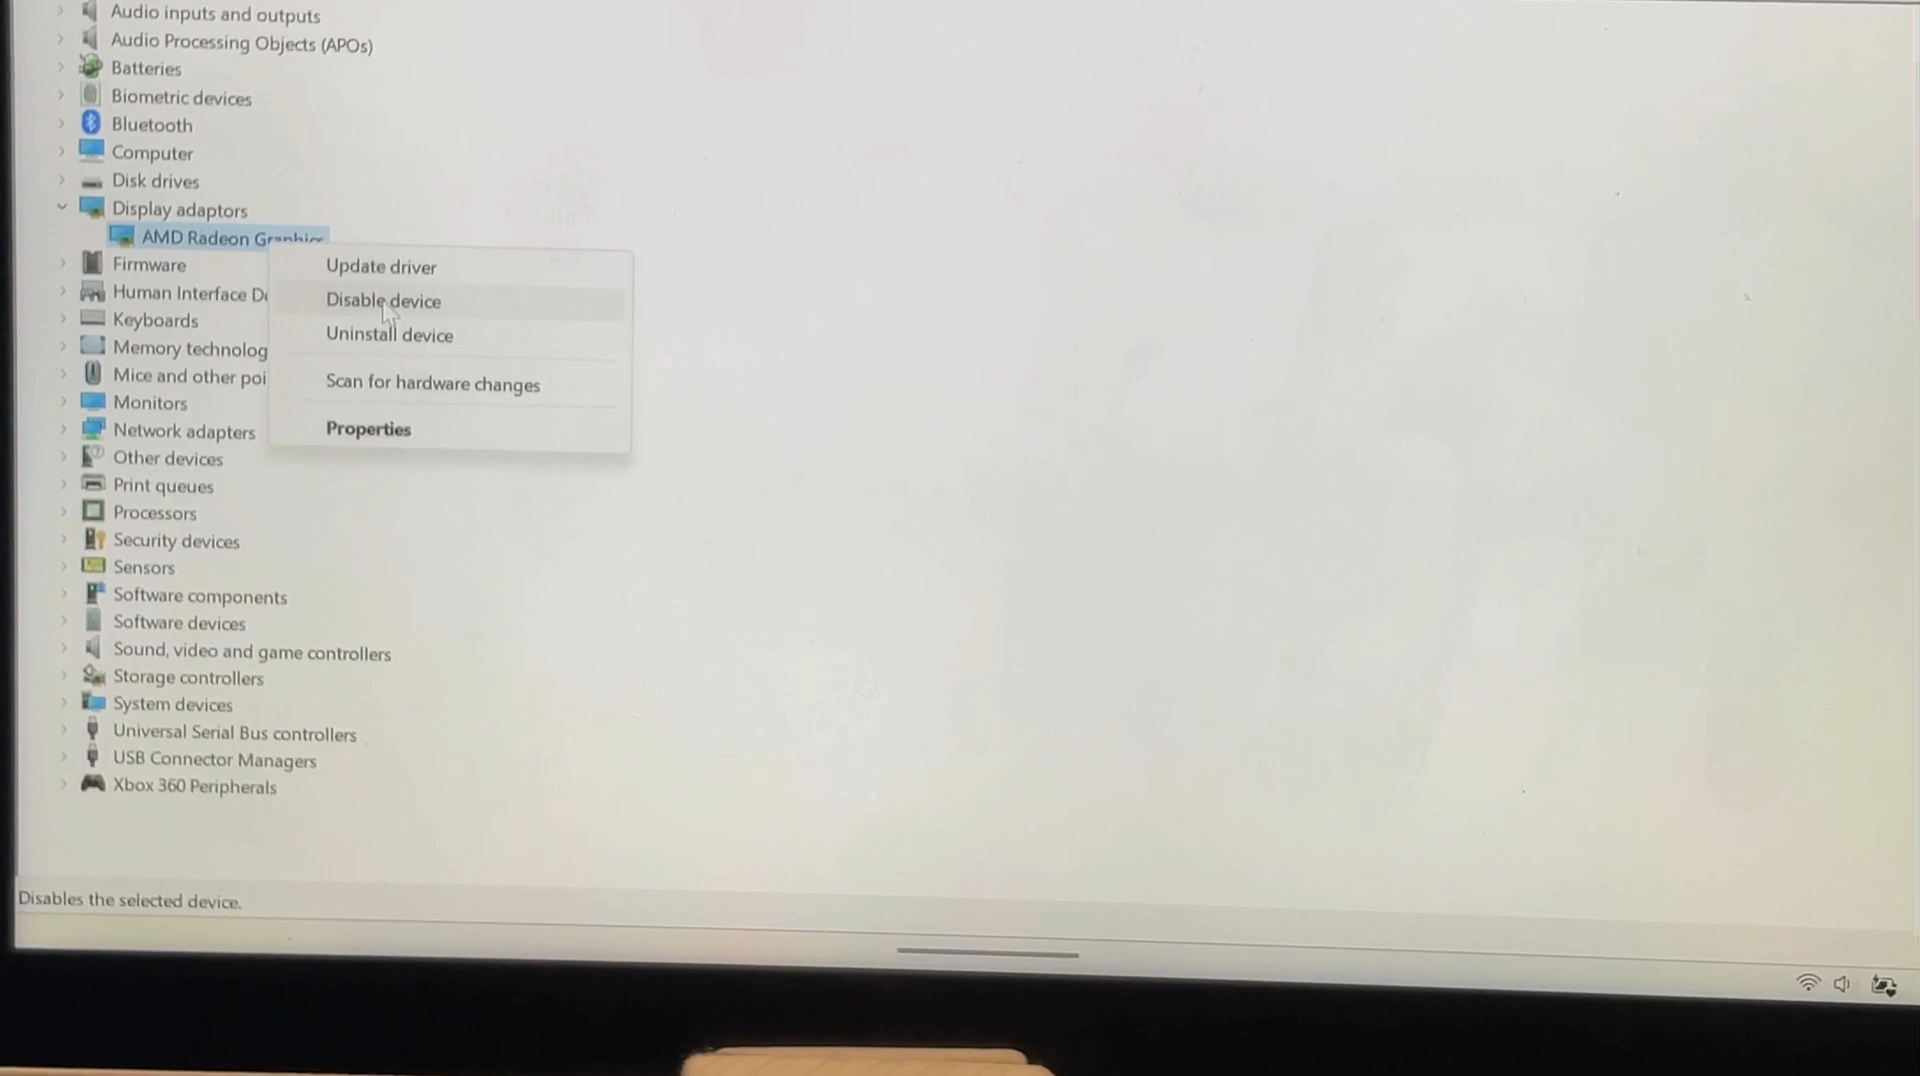 Audio inputs and outputs
Audio Processing Objects (APOs)
Batteries
Biometric devices
Bluetooth
Computer
Disk drives
Display adaptors
AMD Radeon Graphics
Update driver
Firmware
Human Interface De
Disable device
Keyboards
Uninstall device
Memory technolog
Mice and other poi
Scan for hardware changes
Monitors
Network adapters
Properties
Other devices
Print queues
Processors
Security devices
Sensors
Software components
Software devices
Sound, video and game controllers
Storage controllers
System devices
Universal Serial Bus controllers
USB Connector Managers
Xbox 360 Peripherals
Disables the selected device.